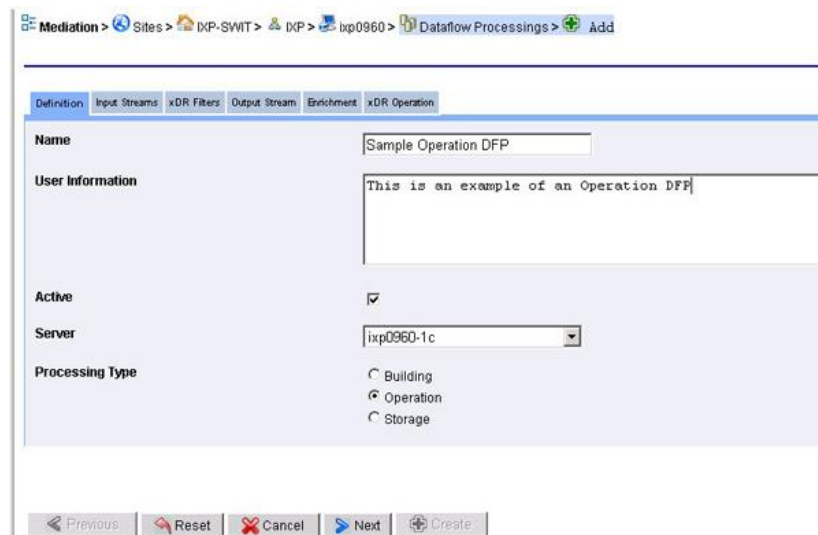 Mediation > Sites > IXP-SWIT > IXP > ixp0960 > Dataflow Processings > Add
Definition Input Streams xDR Filters Output Stream Enrichment xDR Operation
Name Sample Operation DFP
User Information This is an example of an Operation DFP
Active
Server ixp0960-1c
Processing Type Building
Operation
Storage
Previous Reset Cancel Next Create